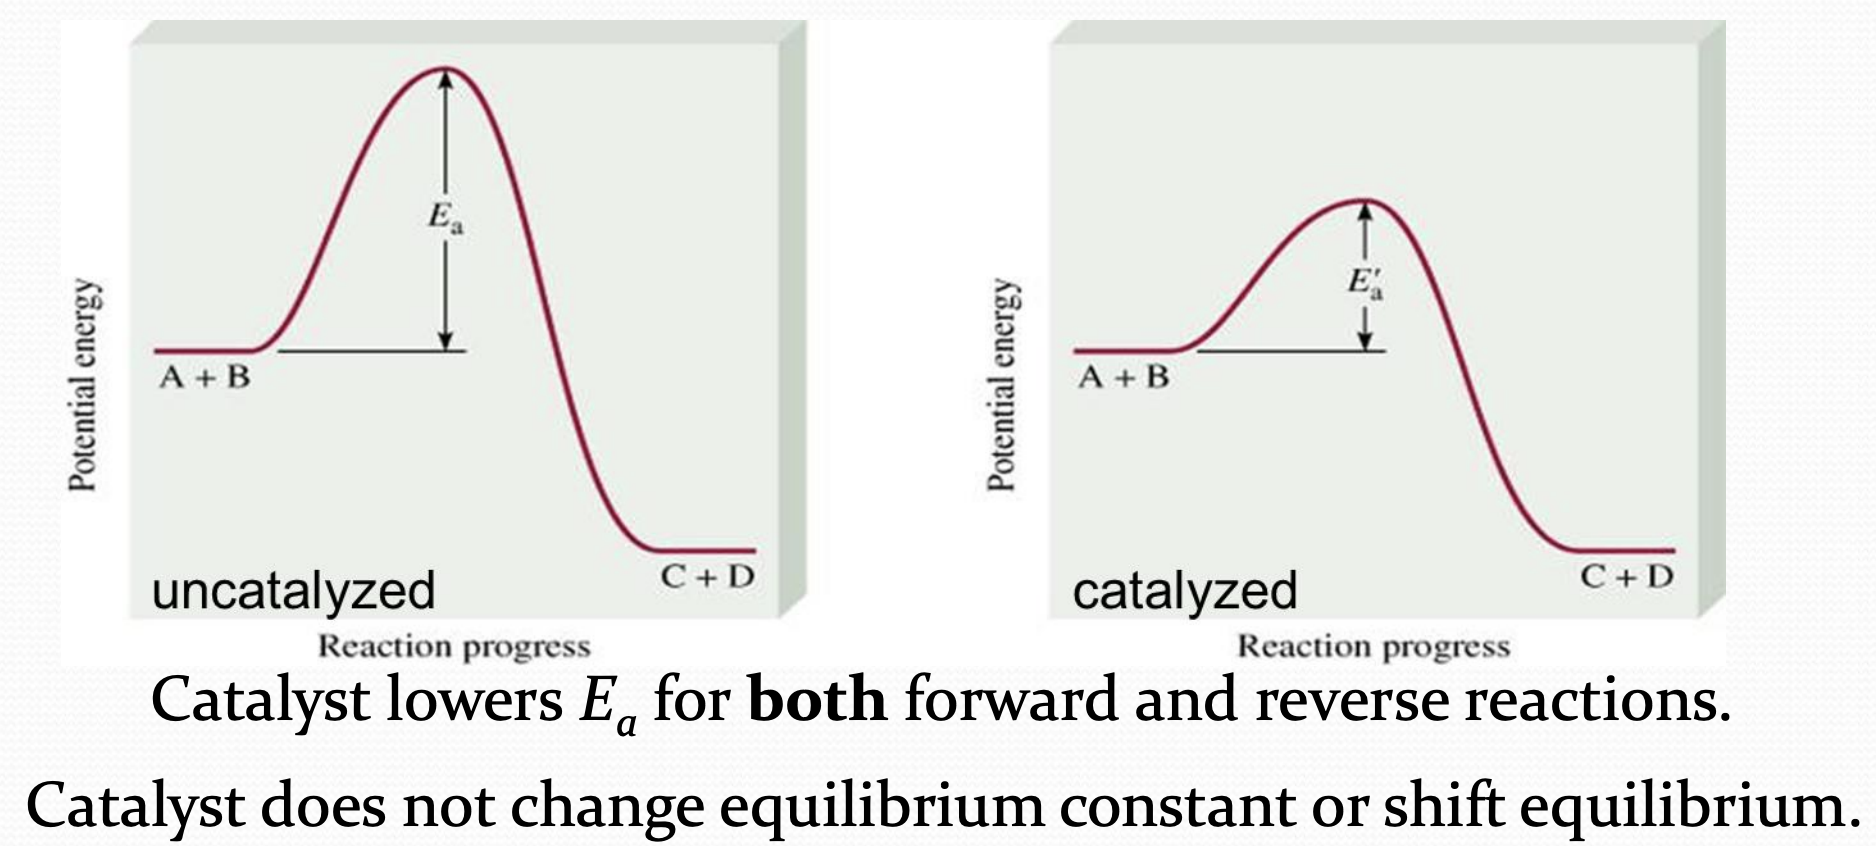 Potential energy
E_a
A + B
C + D
uncatalyzed
Reaction progress
Potential energy
E′_a
A + B
C + D
catalyzed
Reaction progress
Catalyst lowers E_a for both forward and reverse reactions.
Catalyst does not change equilibrium constant or shift equilibrium.